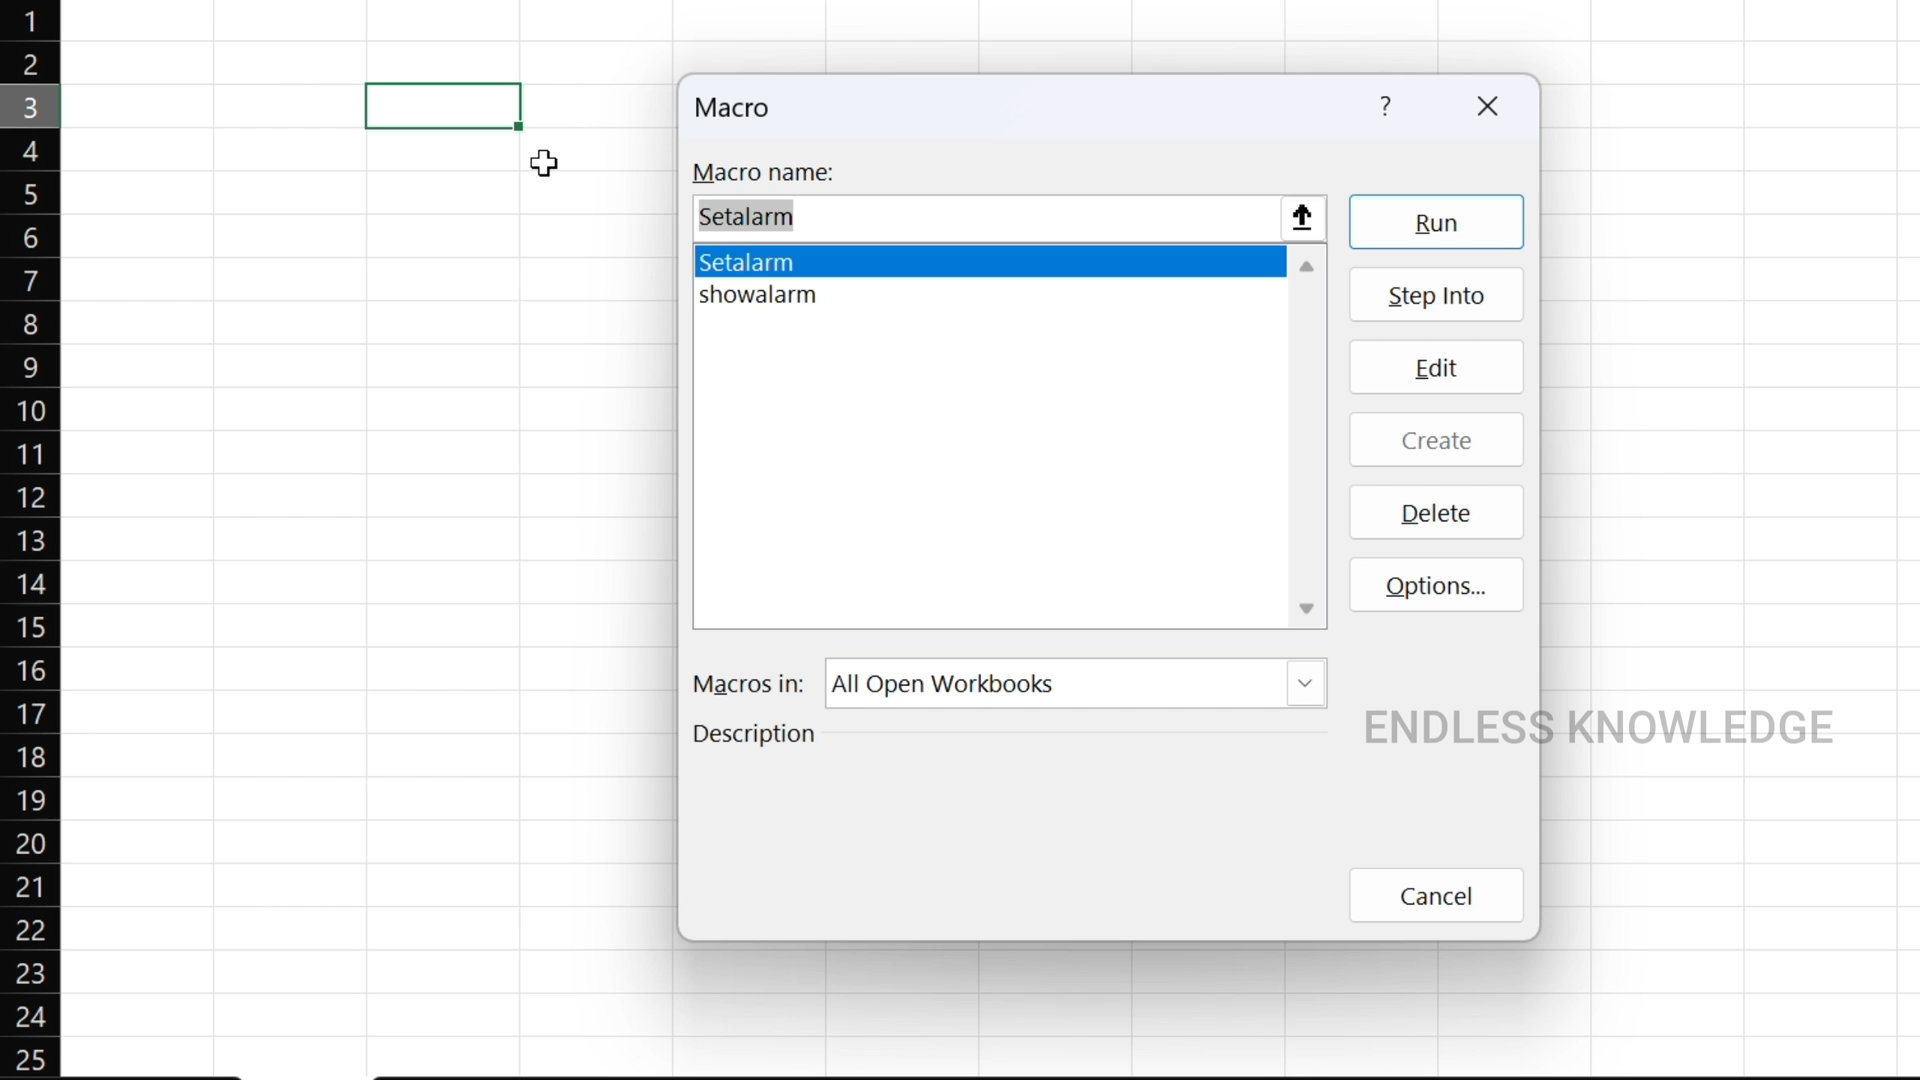 1
2
3
4
5
6
7
8
9
10
11
12
13
14
15
16
17
18
19
20
21
22
23
24
25
Macro
?
Macro name:
Setalarm
Setalarm
showalarm
Run
Step Into
Edit
Create
Delete
Options...
Macros in: All Open Workbooks
Description
ENDLESS KNOWLEDGE
Cancel